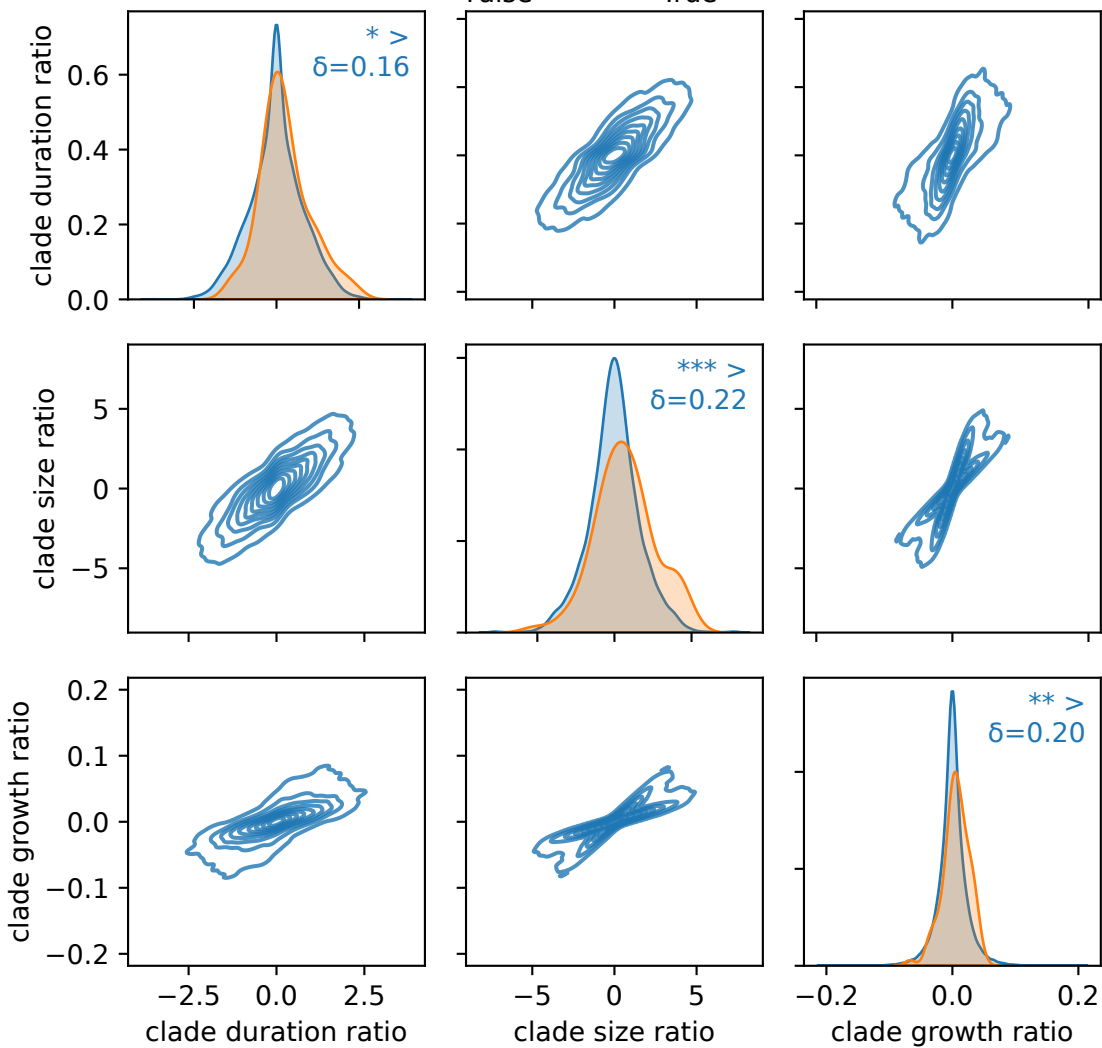 clade duration ratio
0.6
0.4
0.2
0.0
* >
δ=0.16
clade size ratio
5
0
−5
*** >
δ=0.22
clade growth ratio
0.2
0.1
0.0
−0.1
−0.2
** >
δ=0.20
−2.5 0.0 2.5
−5 0 5
−0.2 0.0 0.2
clade duration ratio
clade size ratio
clade growth ratio